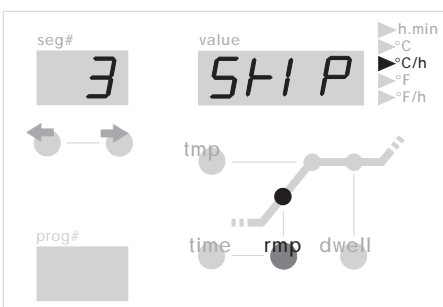 seg#
value
h.min
°C
°C/h
°F
°F/h
3
SHIP
tmp
prog#
time
rmp
dwell